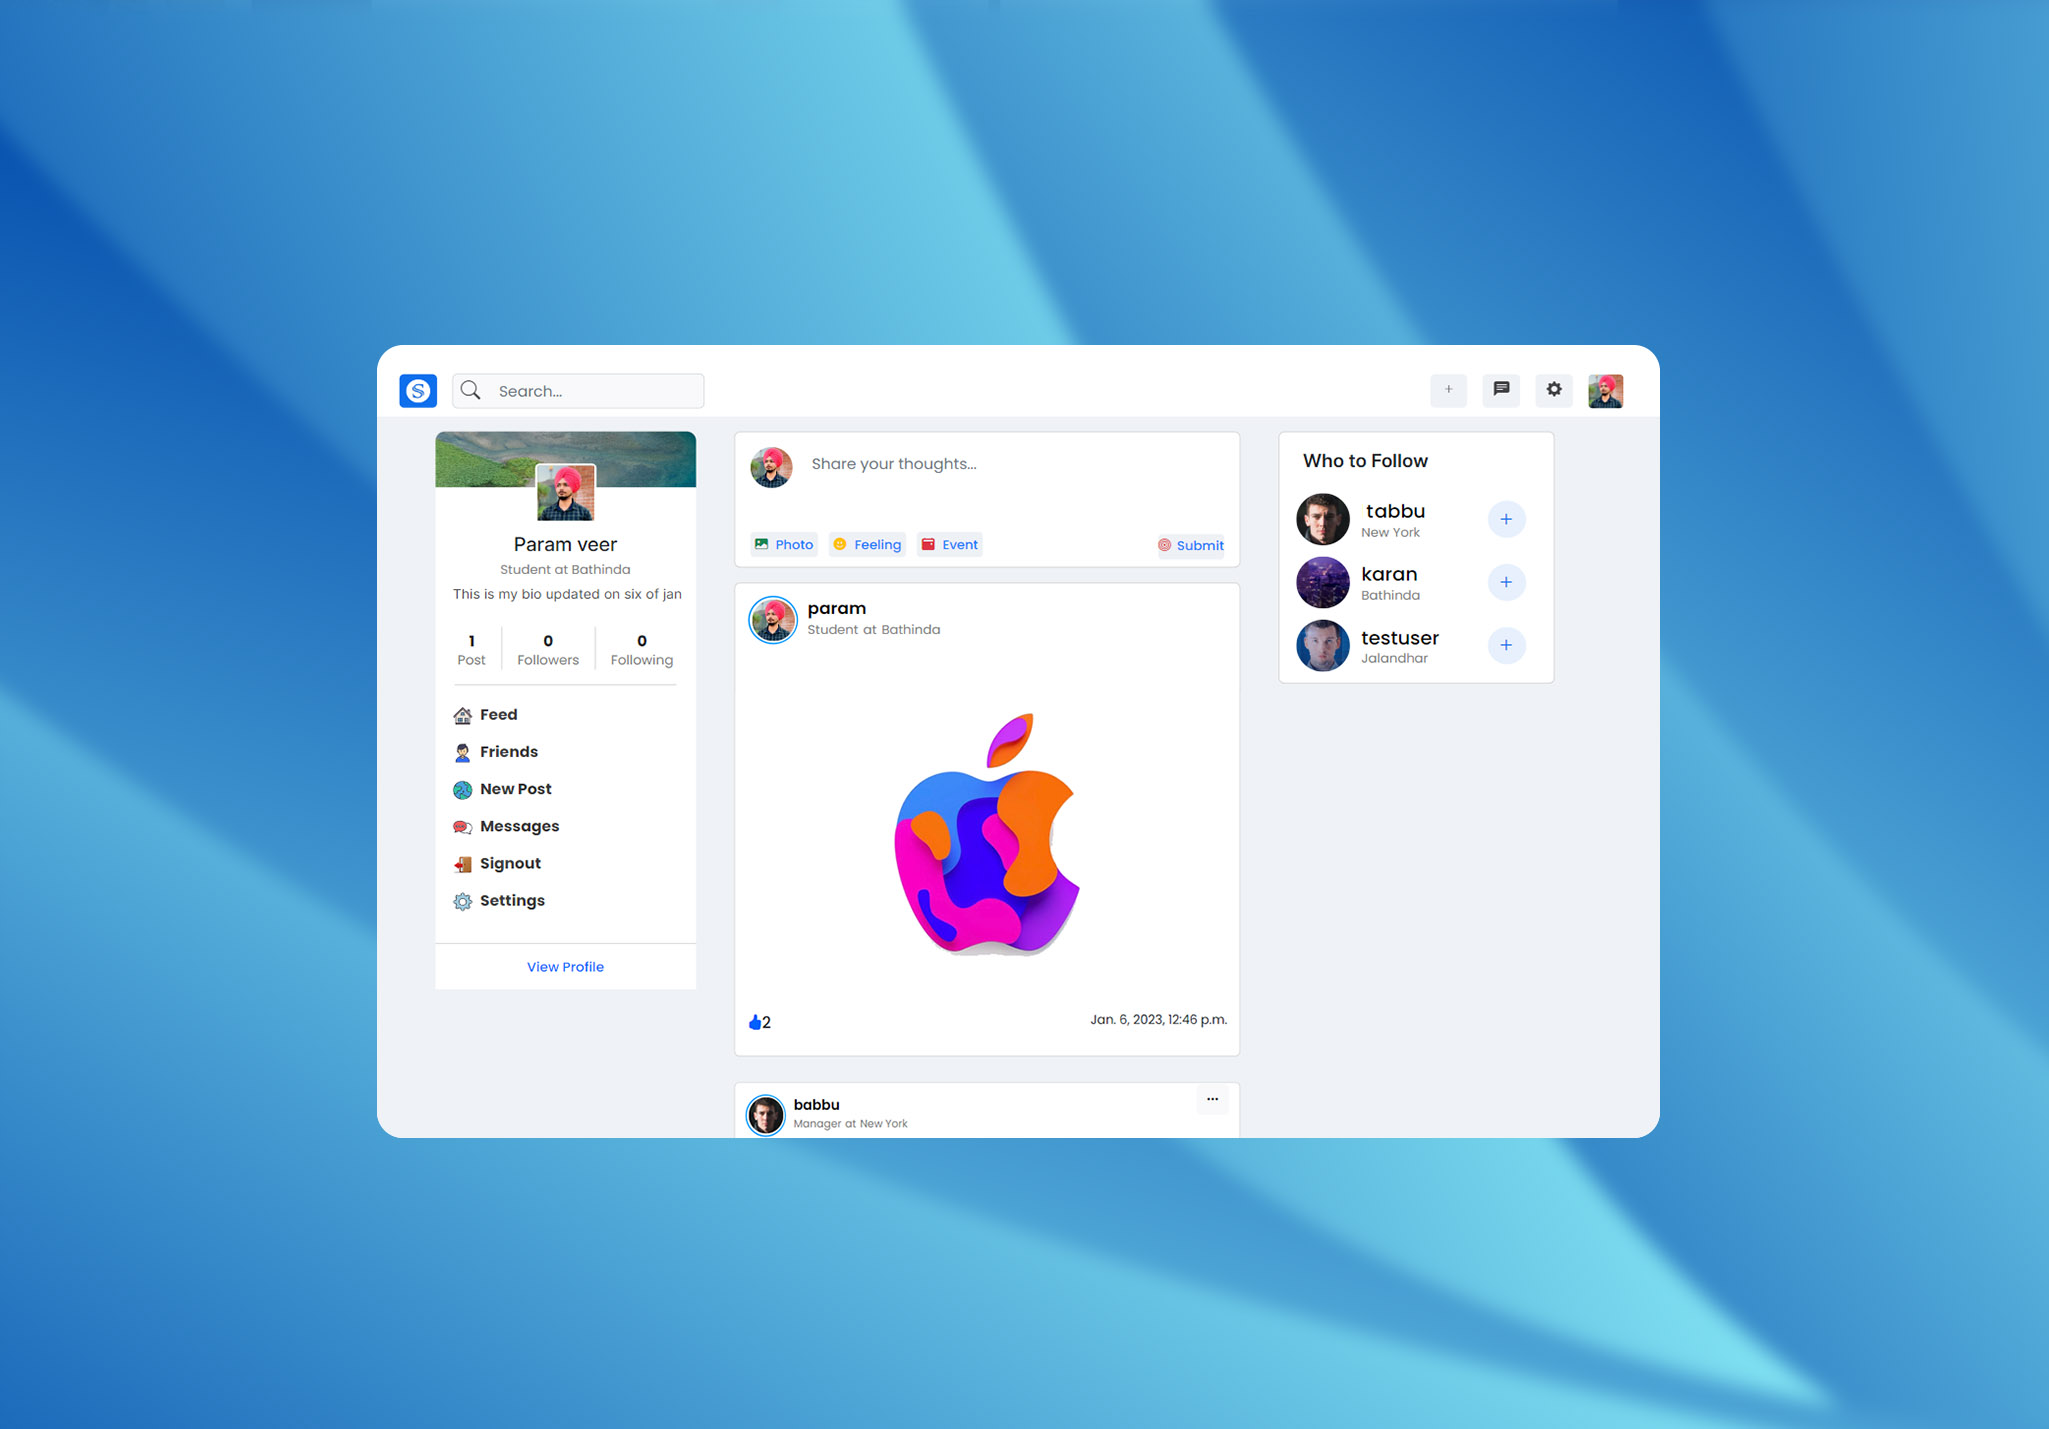 S
Search...
+
Param veer
Student at Bathinda
This is my bio updated on six of jan
1
Post
0
Followers
0
Following
Feed
Friends
New Post
Messages
Signout
Settings
View Profile
Share your thoughts...
Photo
Feeling
Event
Submit
param
Student at Bathinda
2
Jan. 6, 2023, 12:46 p.m.
babbu
...
Manager at New York
Who to Follow
tabbu
New York
+
karan
Bathinda
+
testuser
Jalandhar
+